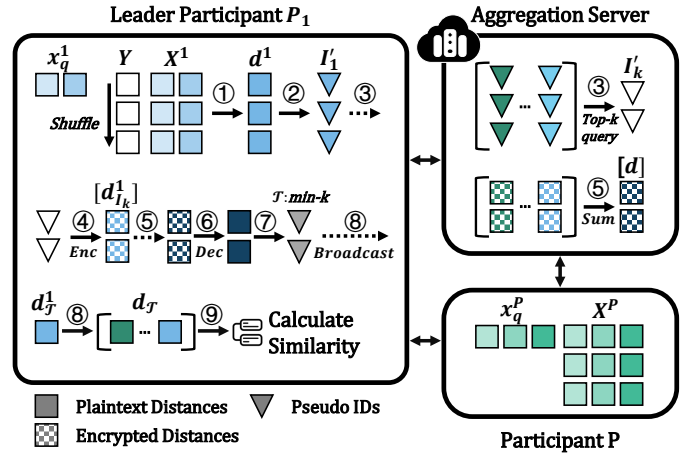 Leader Participant P₁
Aggregation Server
x_q^1 Y X^1 d^1 I′_1
Shuffle
① ② ③
I′_k
...
③
Top-k
query
[d]
...
⑤
Sum
[d^1_{I_k}]
𝒯:min-k
④ ⑤ ⑥ ⑦ ⑧
Enc Dec Broadcast
d^1_𝒯 d_𝒯
⑧ ... ⑨
Calculate
Similarity
x_q^P X^P
Plaintext Distances
Pseudo IDs
Encrypted Distances
Participant P